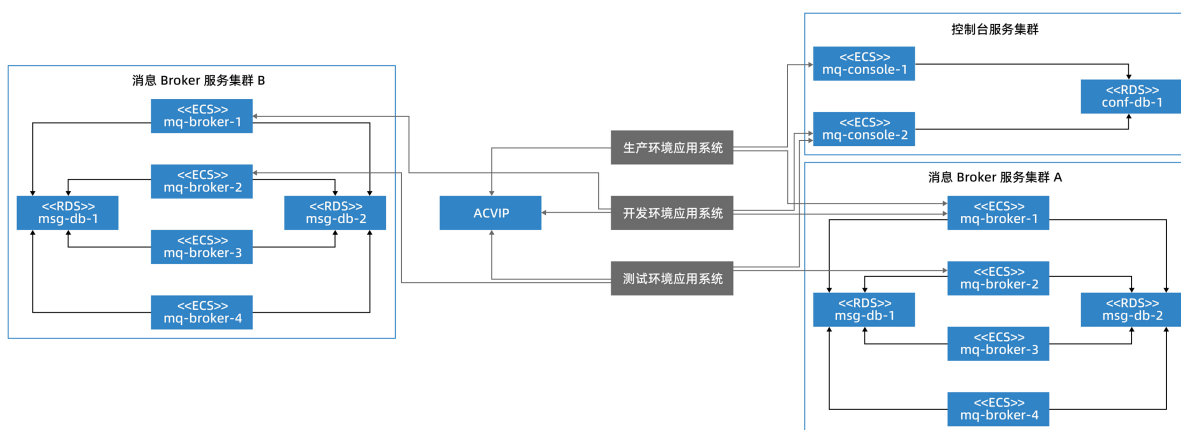 消息 Broker 服务集群 B
<<ECS>>
mq-broker-1
<<ECS>>
mq-broker-2
<<RDS>>
msg-db-1
<<RDS>>
msg-db-2
<<ECS>>
mq-broker-3
<<ECS>>
mq-broker-4
ACVIP
生产环境应用系统
开发环境应用系统
测试环境应用系统
控制台服务集群
<<ECS>>
mq-console-1
<<RDS>>
conf-db-1
<<ECS>>
mq-console-2
消息 Broker 服务集群 A
<<ECS>>
mq-broker-1
<<ECS>>
mq-broker-2
<<RDS>>
msg-db-1
<<RDS>>
msg-db-2
<<ECS>>
mq-broker-3
<<ECS>>
mq-broker-4